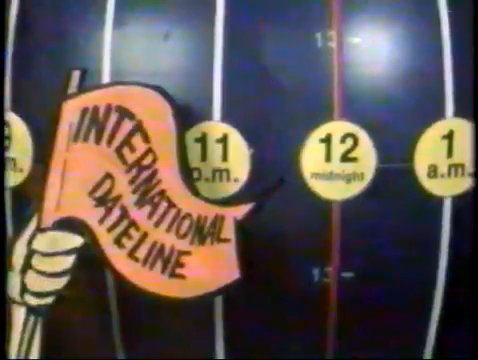 INTERNATIONAL
DATELINE
11
p.m.
12
midnight
1
a.m.